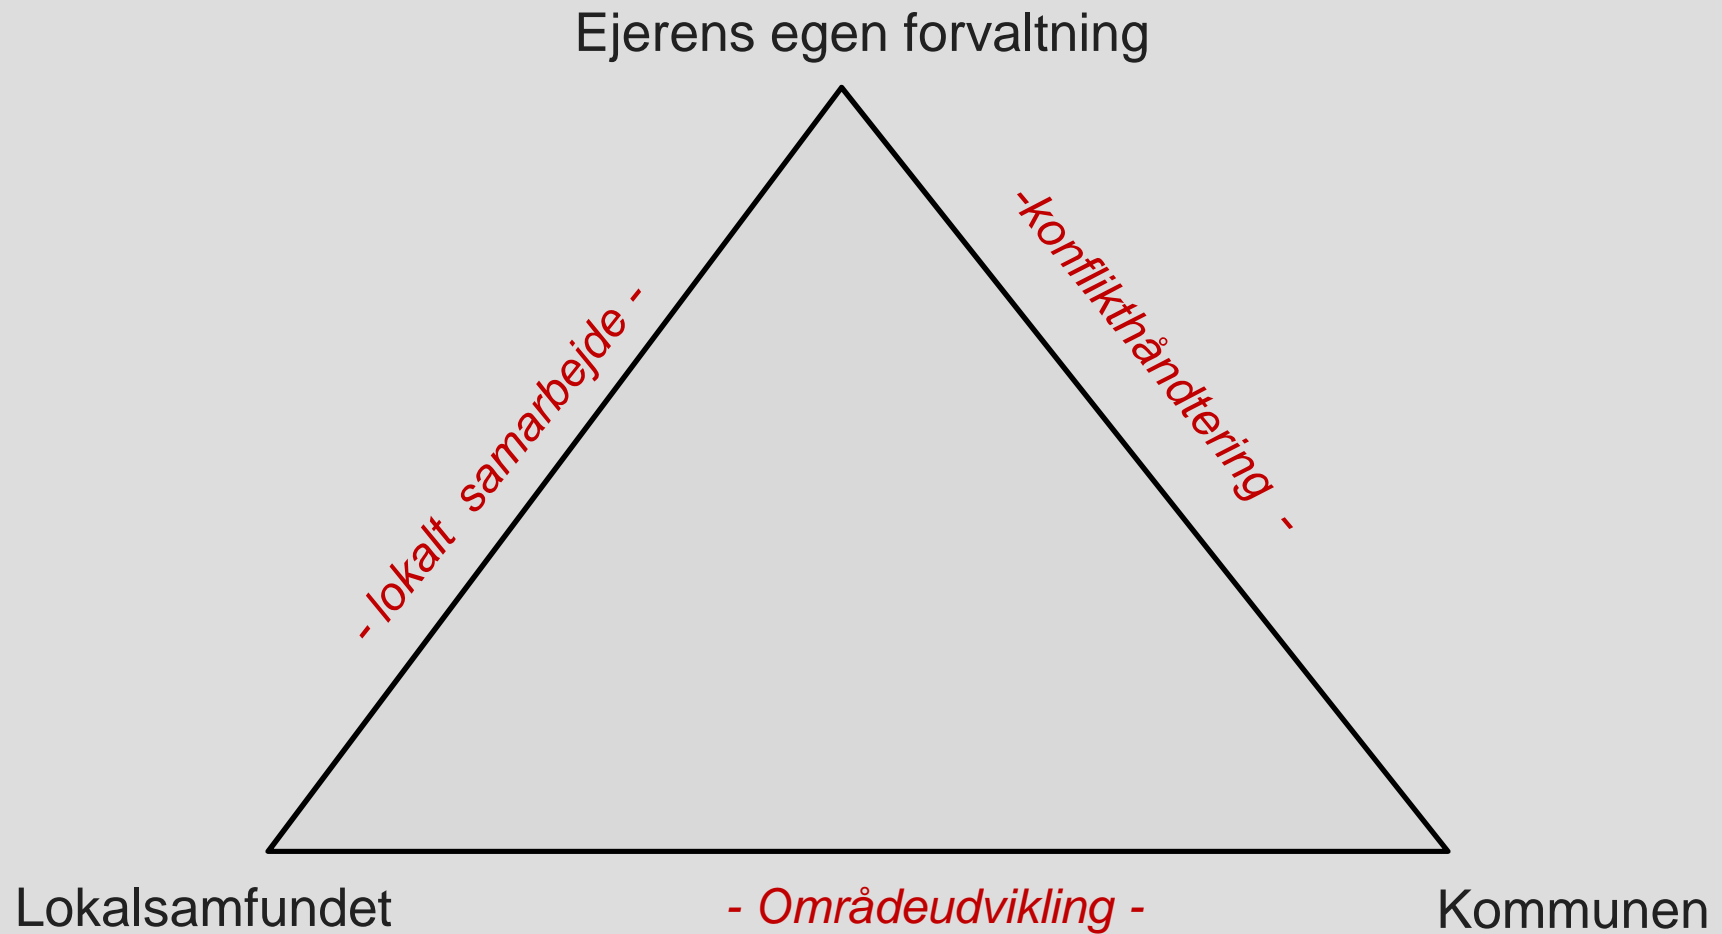 Ejerens egen forvaltning
-konflikthåndtering -
- lokalt samarbejde -
Lokalsamfundet
- Områdeudvikling -
Kommunen